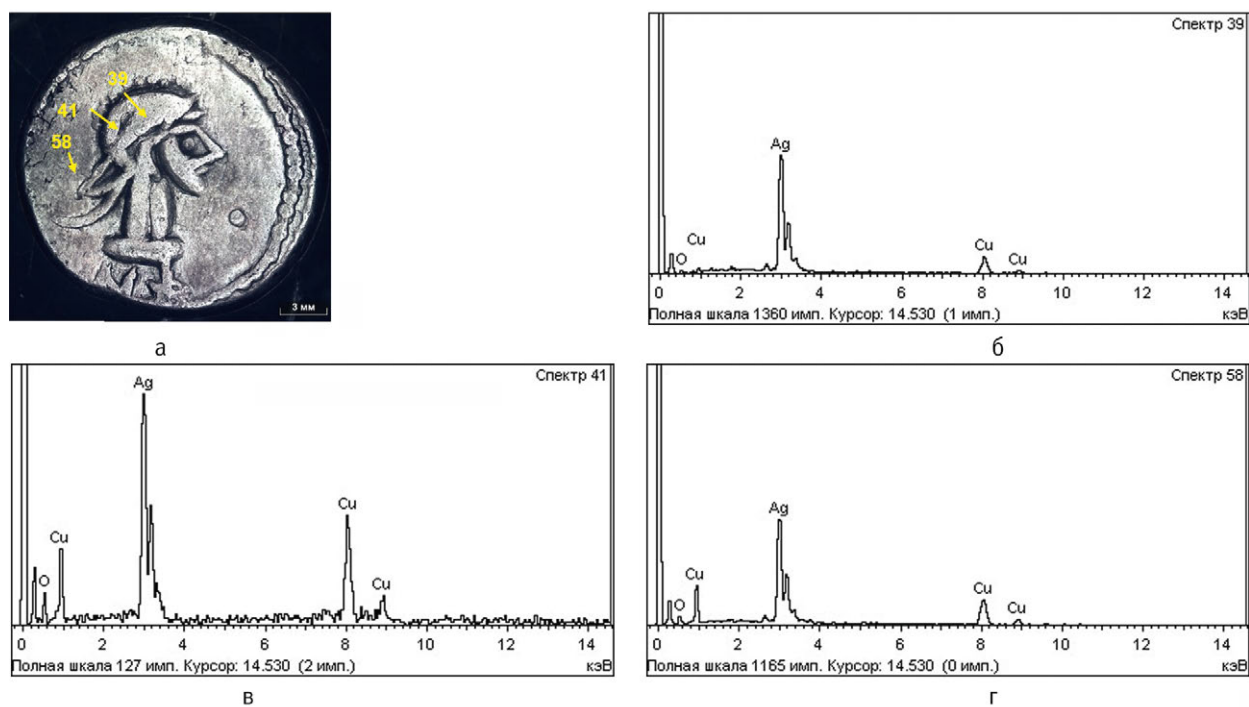 39
41
58
3 мм
а
Спектр 39
Ag
Cu
O
Cu
Cu
0 2 4 6 8 10 12 14
Полная шкала 1360 имп. Курсор: 14.530 (1 имп.)
кэВ
б
Спектр 41
Ag
Cu
Cu
O
Cu
0 2 4 6 8 10 12 14
Полная шкала 127 имп. Курсор: 14.530 (2 имп.)
кэВ
в
Спектр 58
Ag
Cu
Cu
O
Cu
0 2 4 6 8 10 12 14
Полная шкала 1165 имп. Курсор: 14.530 (0 имп.)
кэВ
г